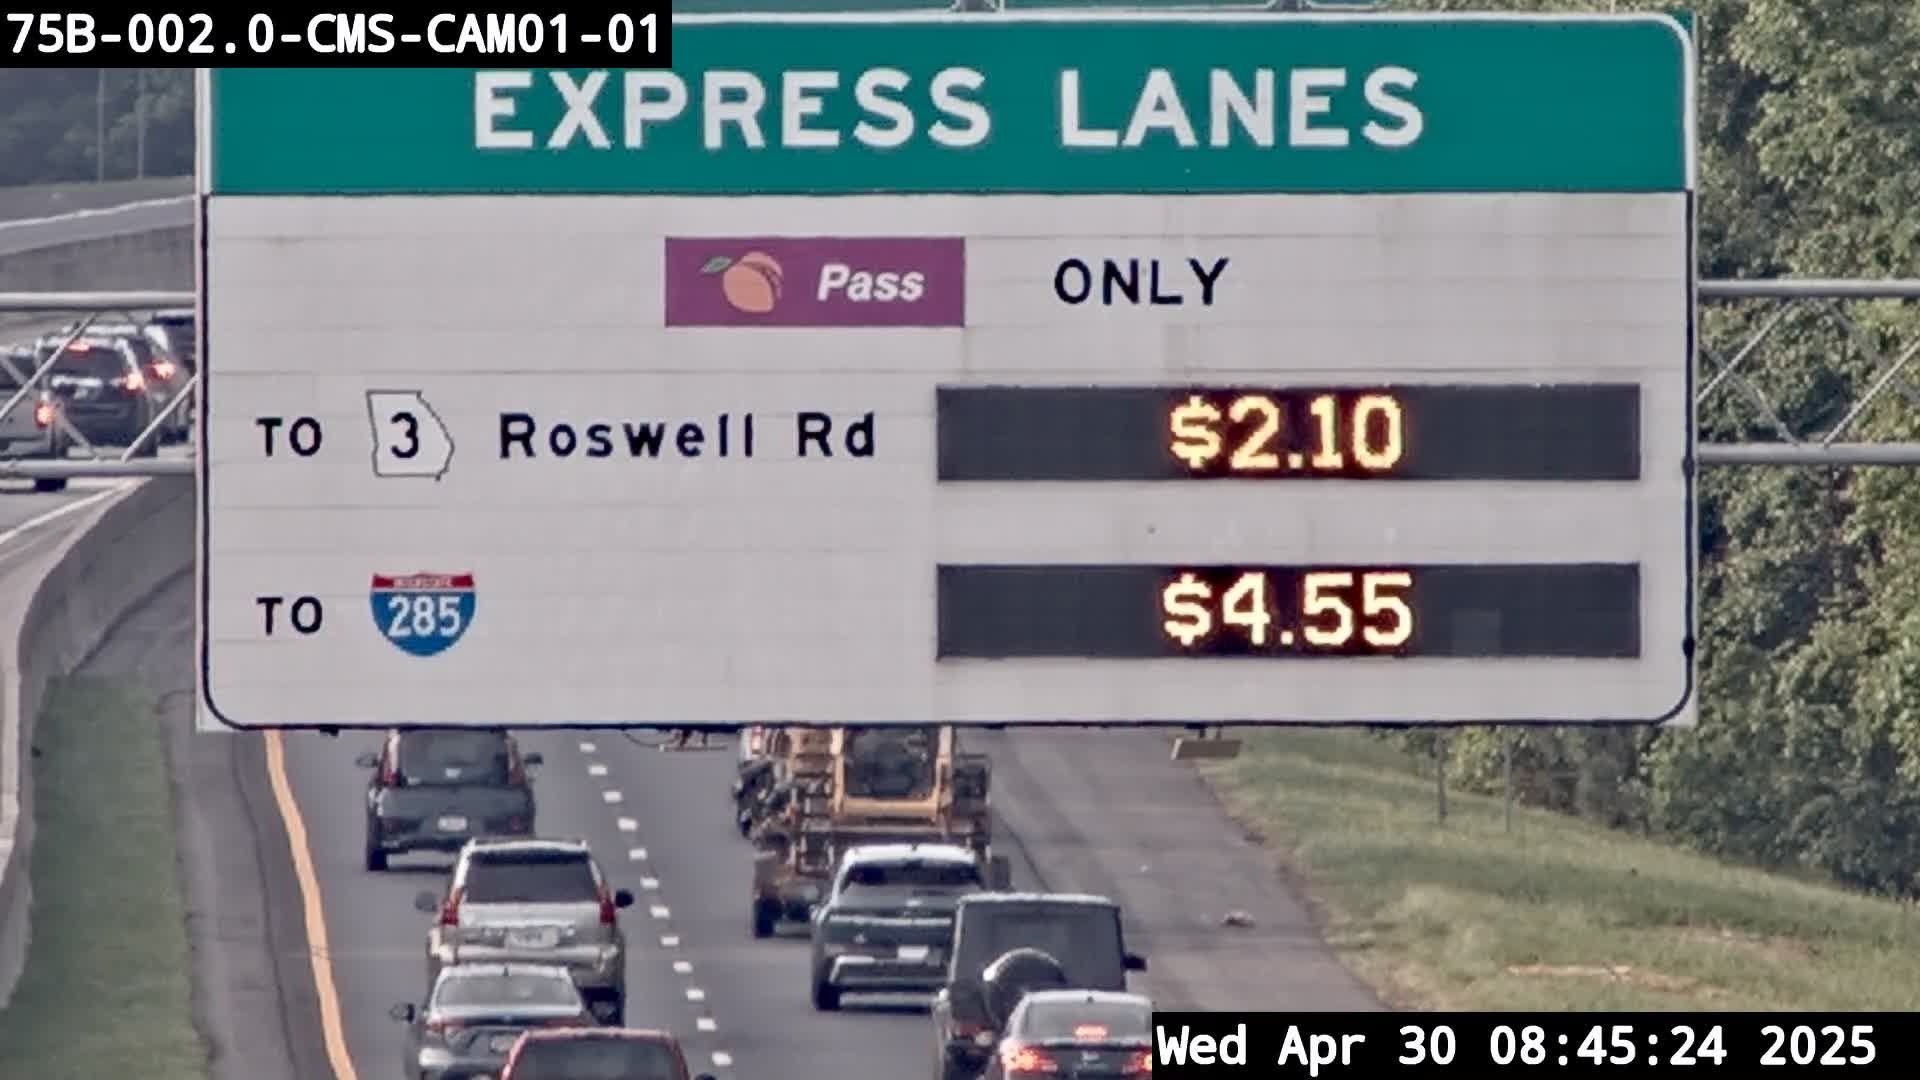 75B-002.0-CMS-CAM01-01
EXPRESS LANES
Pass ONLY
TO 3 Roswell Rd $2.10
INTERSTATE
TO 285 $4.55
Wed Apr 30 08:45:24 2025